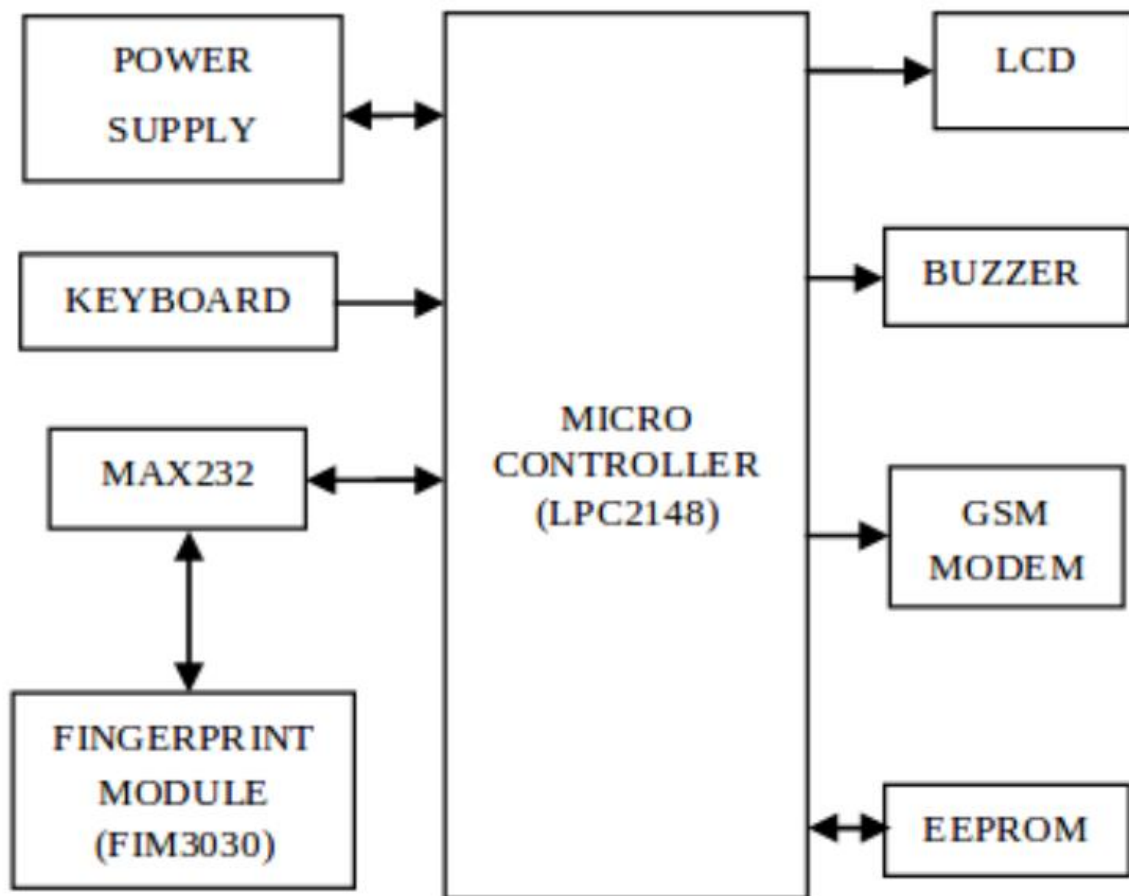 POWER
SUPPLY
KEYBOARD
MAX232
FINGERPRINT
MODULE
(FIM3030)
MICRO
CONTROLLER
(LPC2148)
LCD
BUZZER
GSM
MODEM
EEPROM